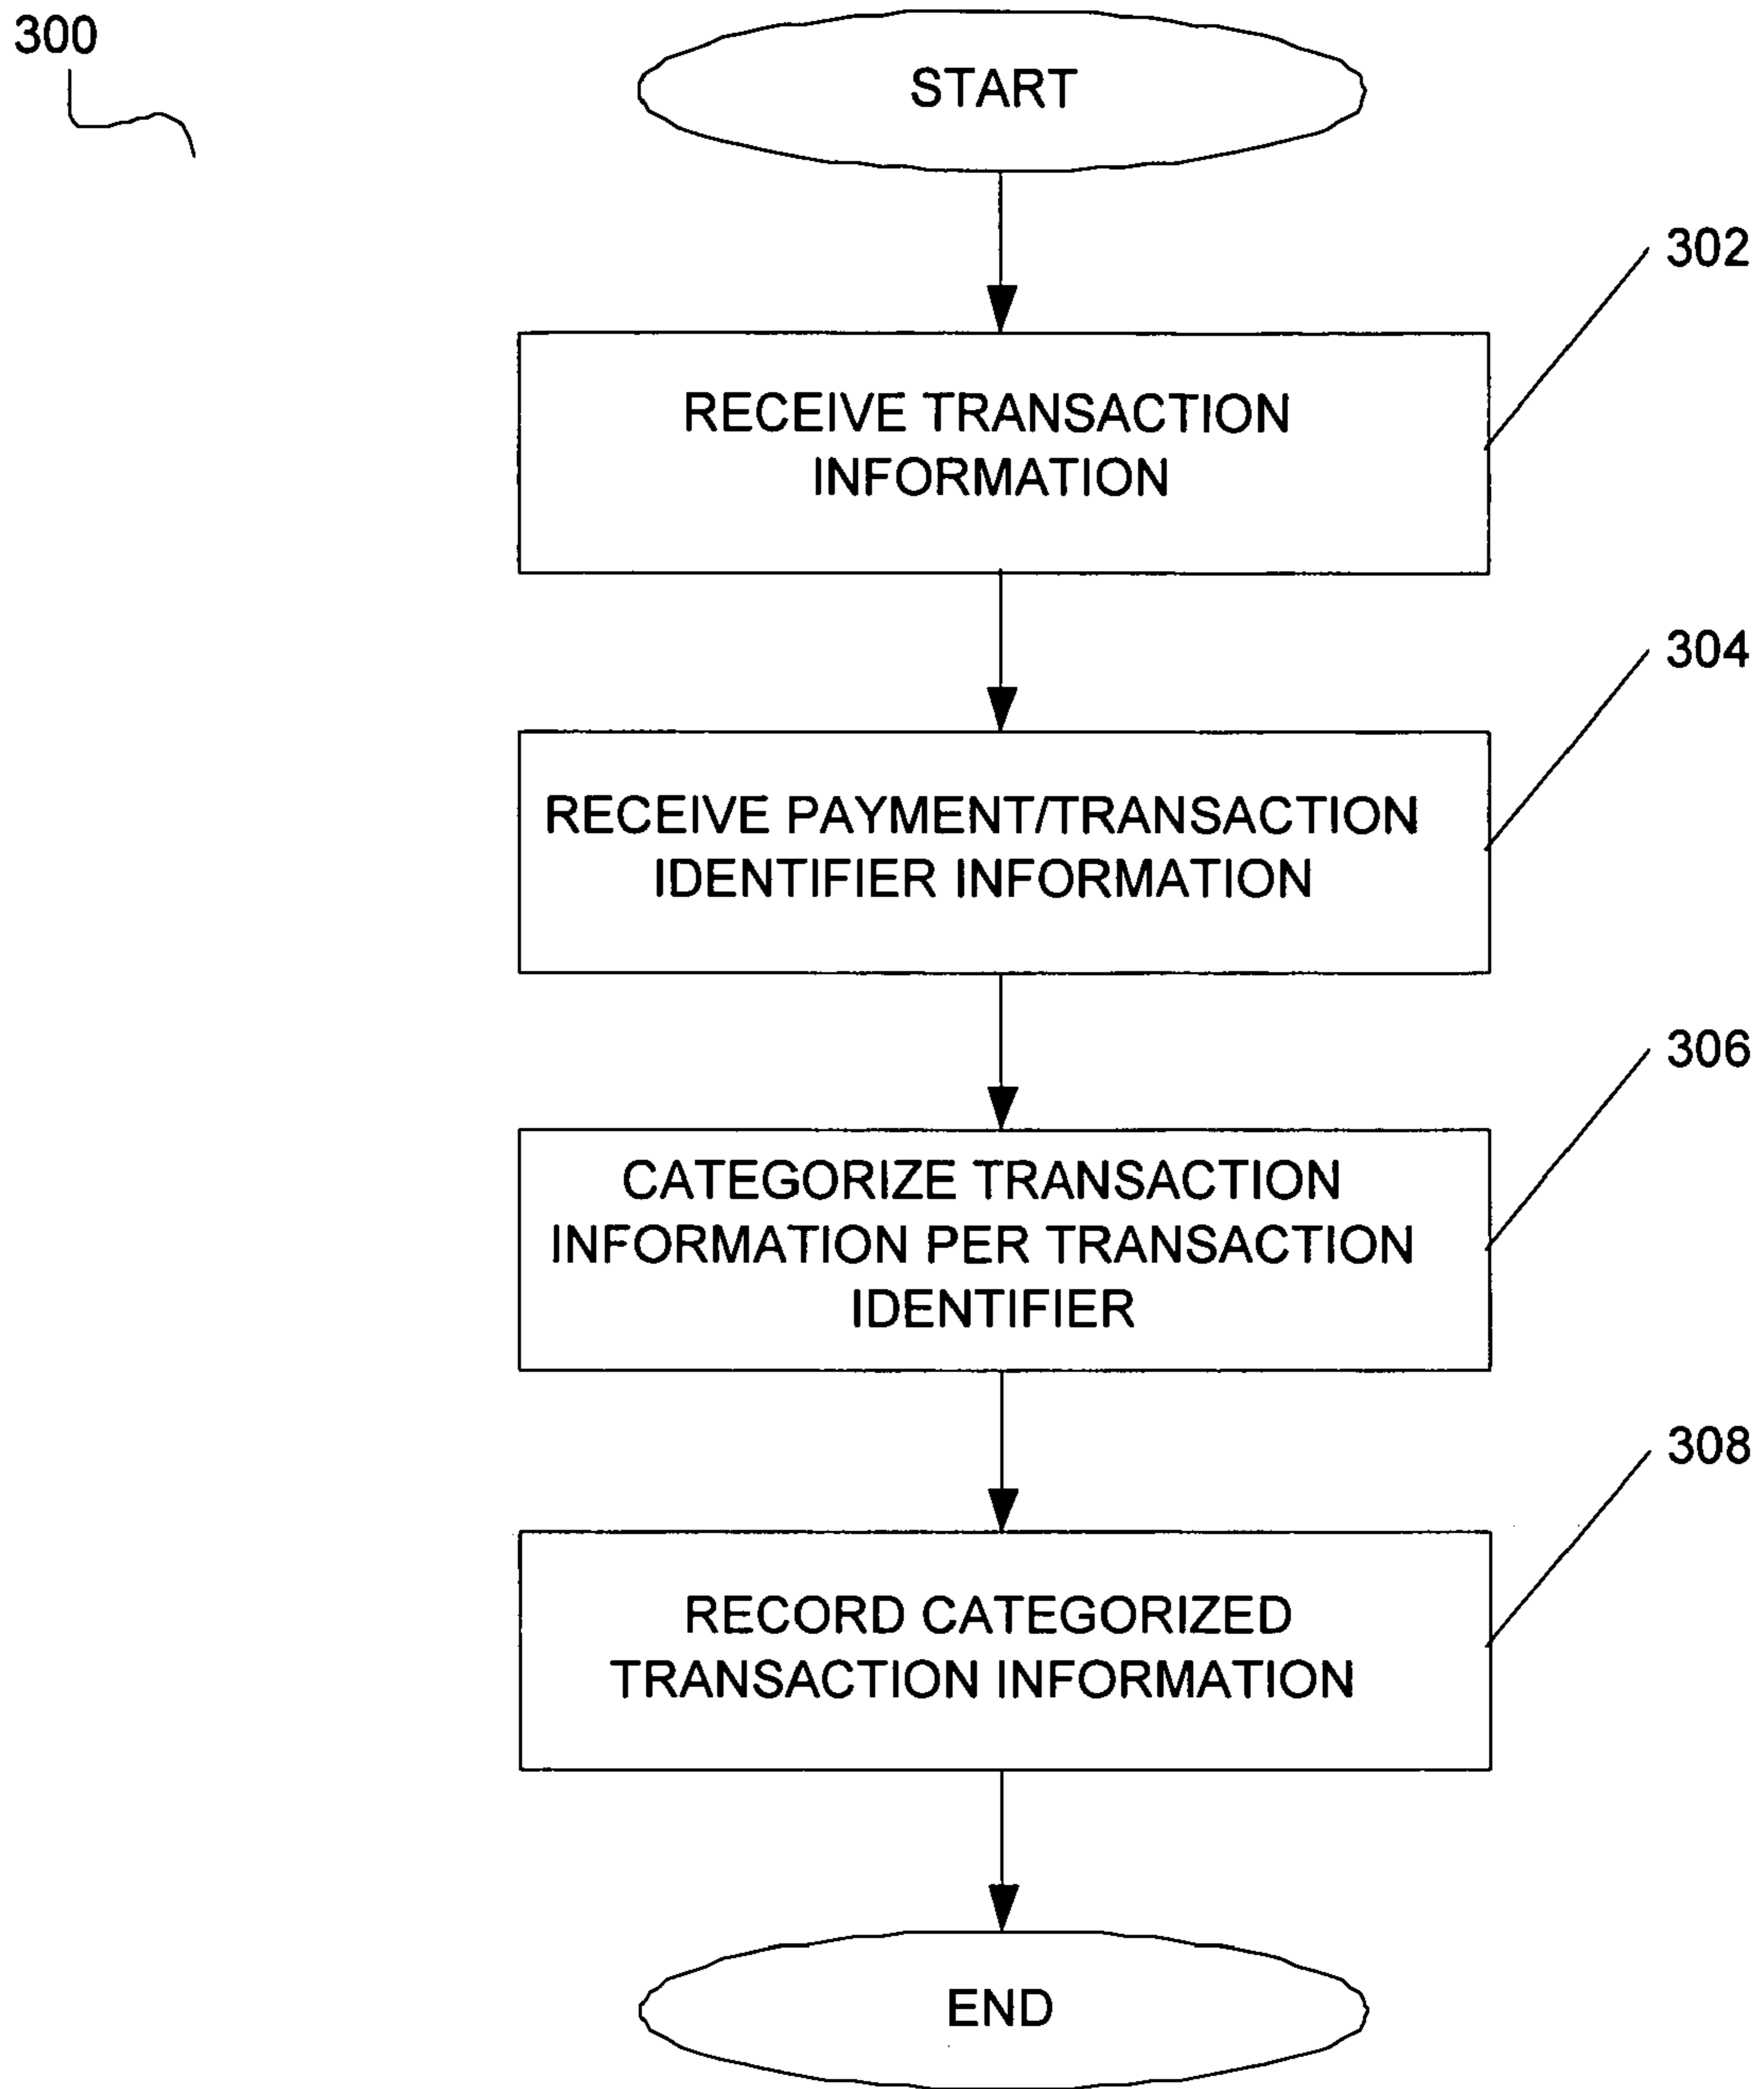 300
START
302
RECEIVE TRANSACTION
INFORMATION
304
RECEIVE PAYMENT/TRANSACTION
IDENTIFIER INFORMATION
306
CATEGORIZE TRANSACTION
INFORMATION PER TRANSACTION
IDENTIFIER
308
RECORD CATEGORIZED
TRANSACTION INFORMATION
END